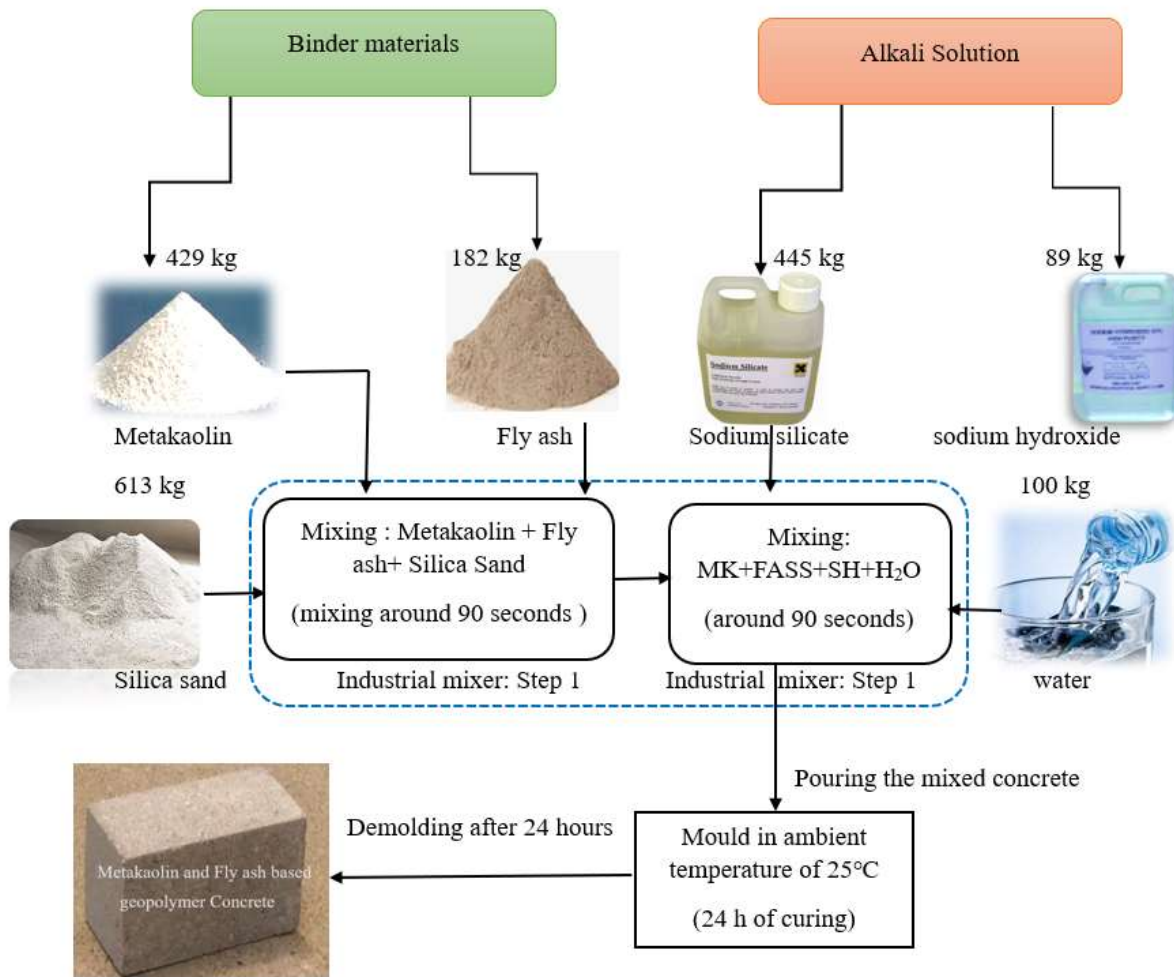 Binder materials
Alkali Solution
429 kg
182 kg
445 kg
89 kg
Sodium Silicate
Metakaolin
Fly ash
Sodium silicate
sodium hydroxide
613 kg
100 kg
Mixing : Metakaolin + Fly
ash+ Silica Sand
(mixing around 90 seconds )
Mixing:
MK+FASS+SH+H₂O
(around 90 seconds)
Silica sand
Industrial mixer: Step 1
Industrial mixer: Step 1
water
Pouring the mixed concrete
Demolding after 24 hours
Mould in ambient
temperature of 25℃
(24 h of curing)
Metakaolin and Fly ash based
geopolymer Concrete